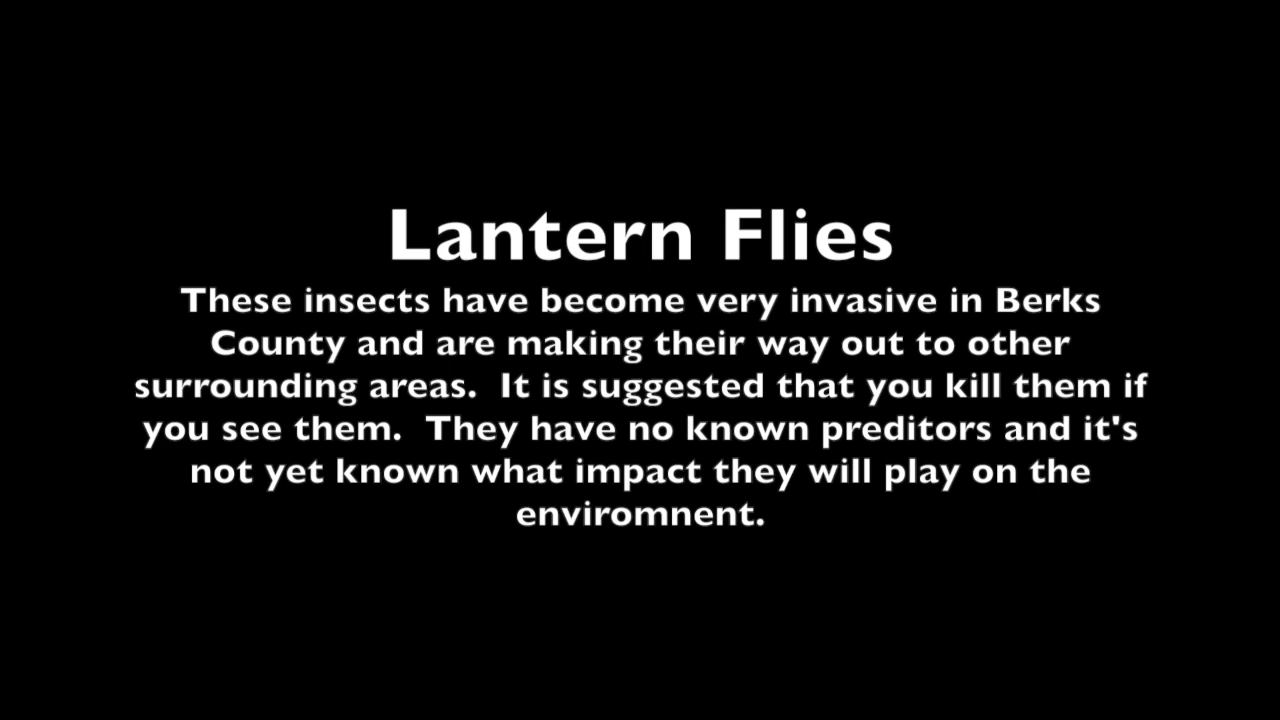 Lantern Flies
These insects have become very invasive in Berks
County and are making their way out to other
surrounding areas.  It is suggested that you kill them if
you see them.  They have no known preditors and it's
not yet known what impact they will play on the
enviromnent.